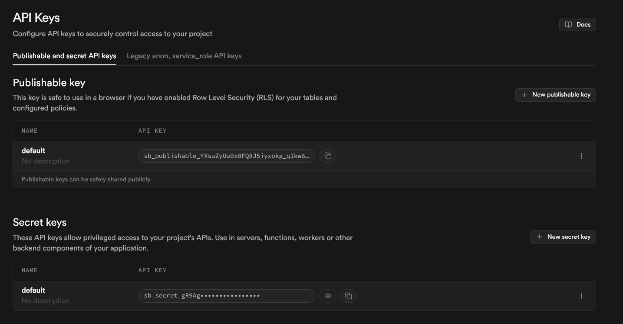 API Keys
Configure API keys to securely control access to your project
Docs
Publishable and secret API keys
Legacy anon, service_role API keys
Publishable key
This key is safe to use in a browser if you have enabled Row Level Security (RLS) for your tables and
configured policies.
New publishable key
NAME
API KEY
default
No description
Publishable keys can be safely shared publicly
Secret keys
These API keys allow privileged access to your project's APIs. Use in servers, functions, workers or other
backend components of your application.
New secret key
NAME
API KEY
default
No description
sb_secret_gR9Ag••••••••••••••••